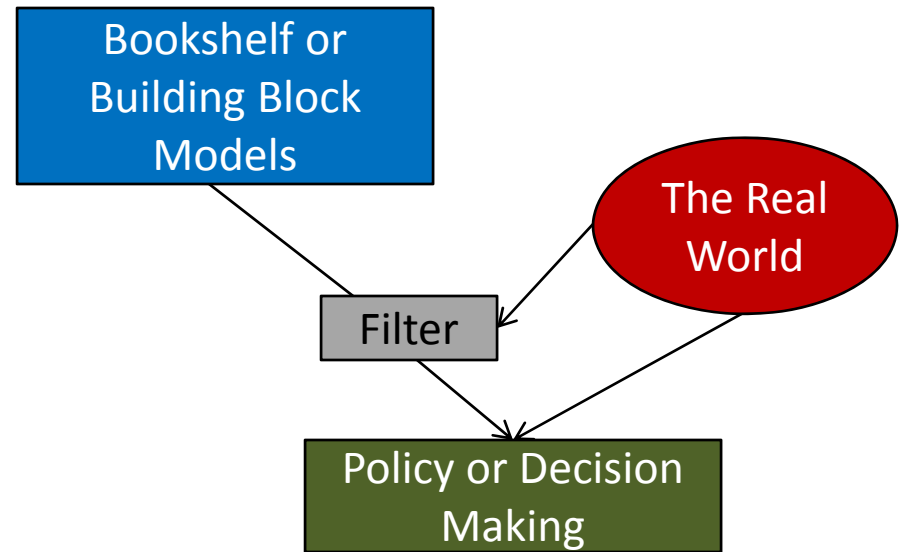 Bookshelf or
Building Block
Models
The Real
World
Filter
Policy or Decision
Making